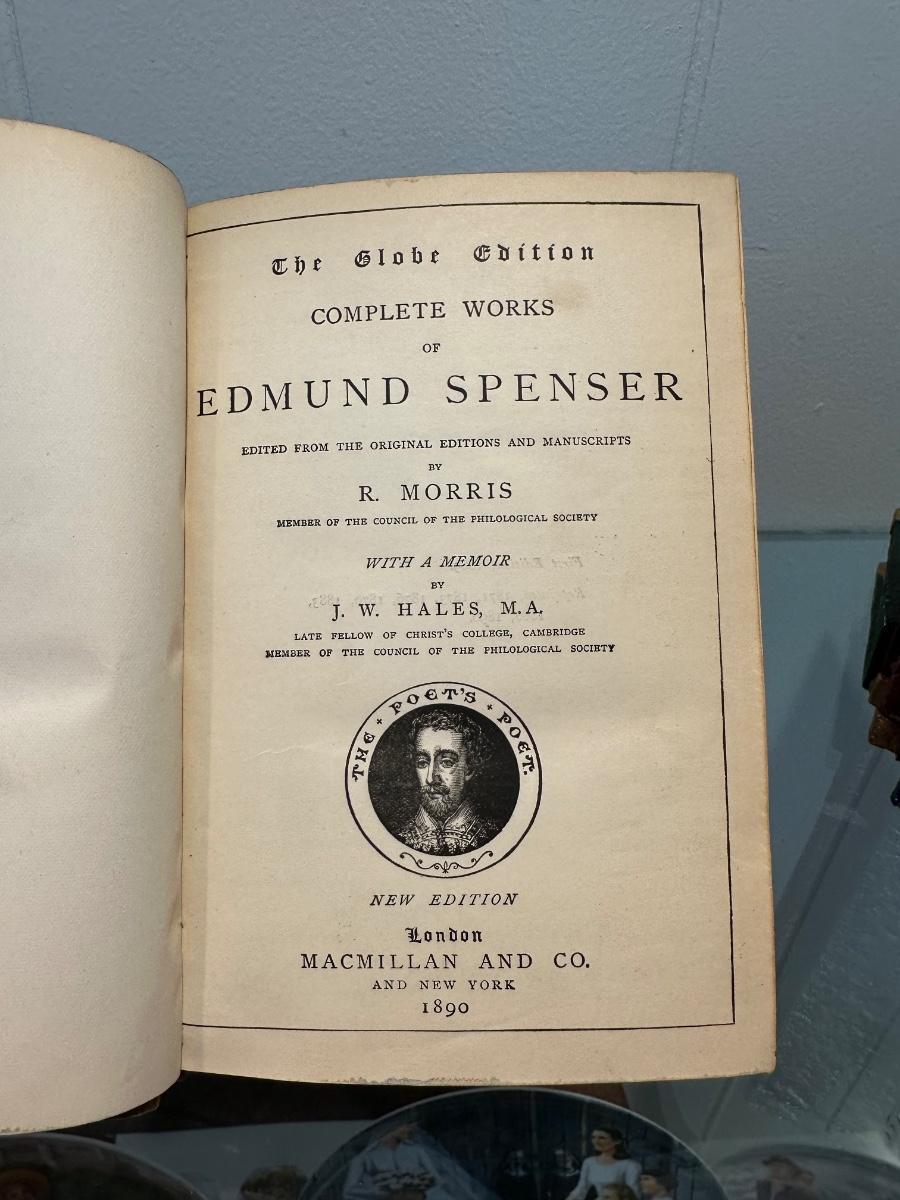 The Globe Edition
COMPLETE WORKS
OF
EDMUND SPENSER
EDITED FROM THE ORIGINAL EDITIONS AND MANUSCRIPTS
BY
R. MORRIS
MEMBER OF THE COUNCIL OF THE PHILOLOGICAL SOCIETY
WITH A MEMOIR
BY
J. W. HALES, M.A.
LATE FELLOW OF CHRIST'S COLLEGE, CAMBRIDGE
MEMBER OF THE COUNCIL OF THE PHILOLOGICAL SOCIETY
THE + POET'S + POET.
NEW EDITION
London
MACMILLAN AND CO.
AND NEW YORK
1890